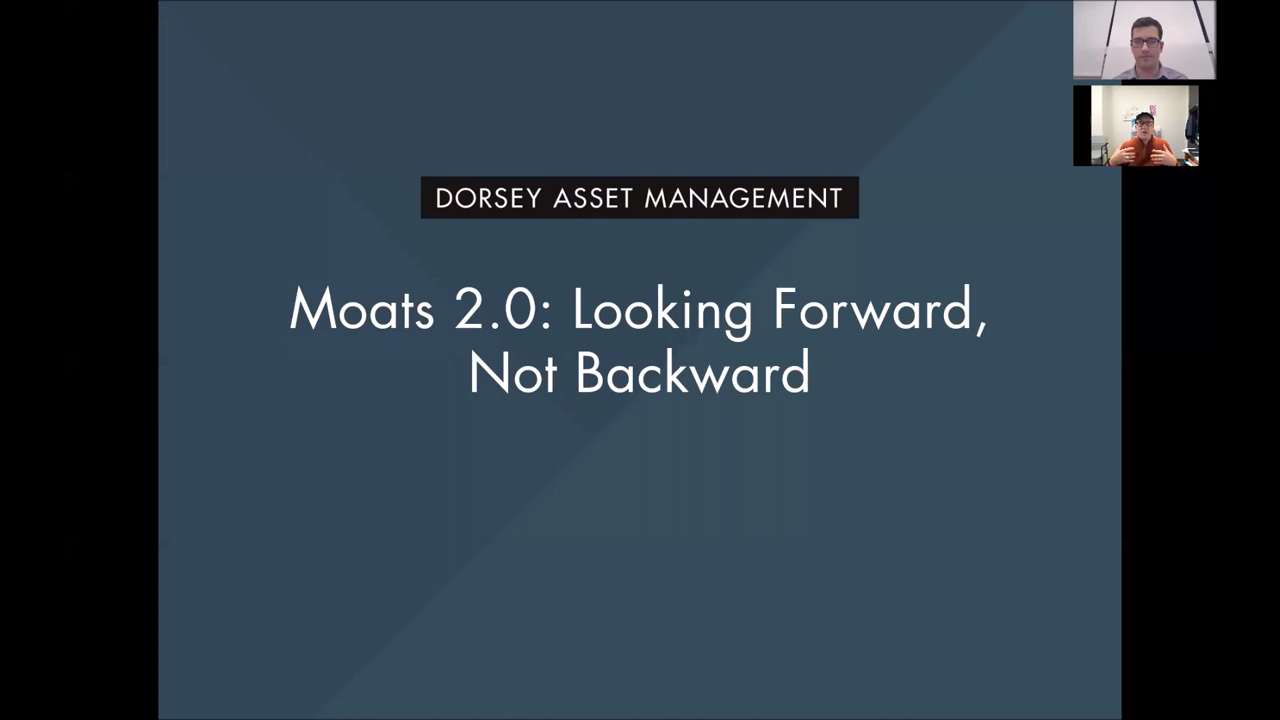 DORSEY ASSET MANAGEMENT
Moats 2.0: Looking Forward,
Not Backward